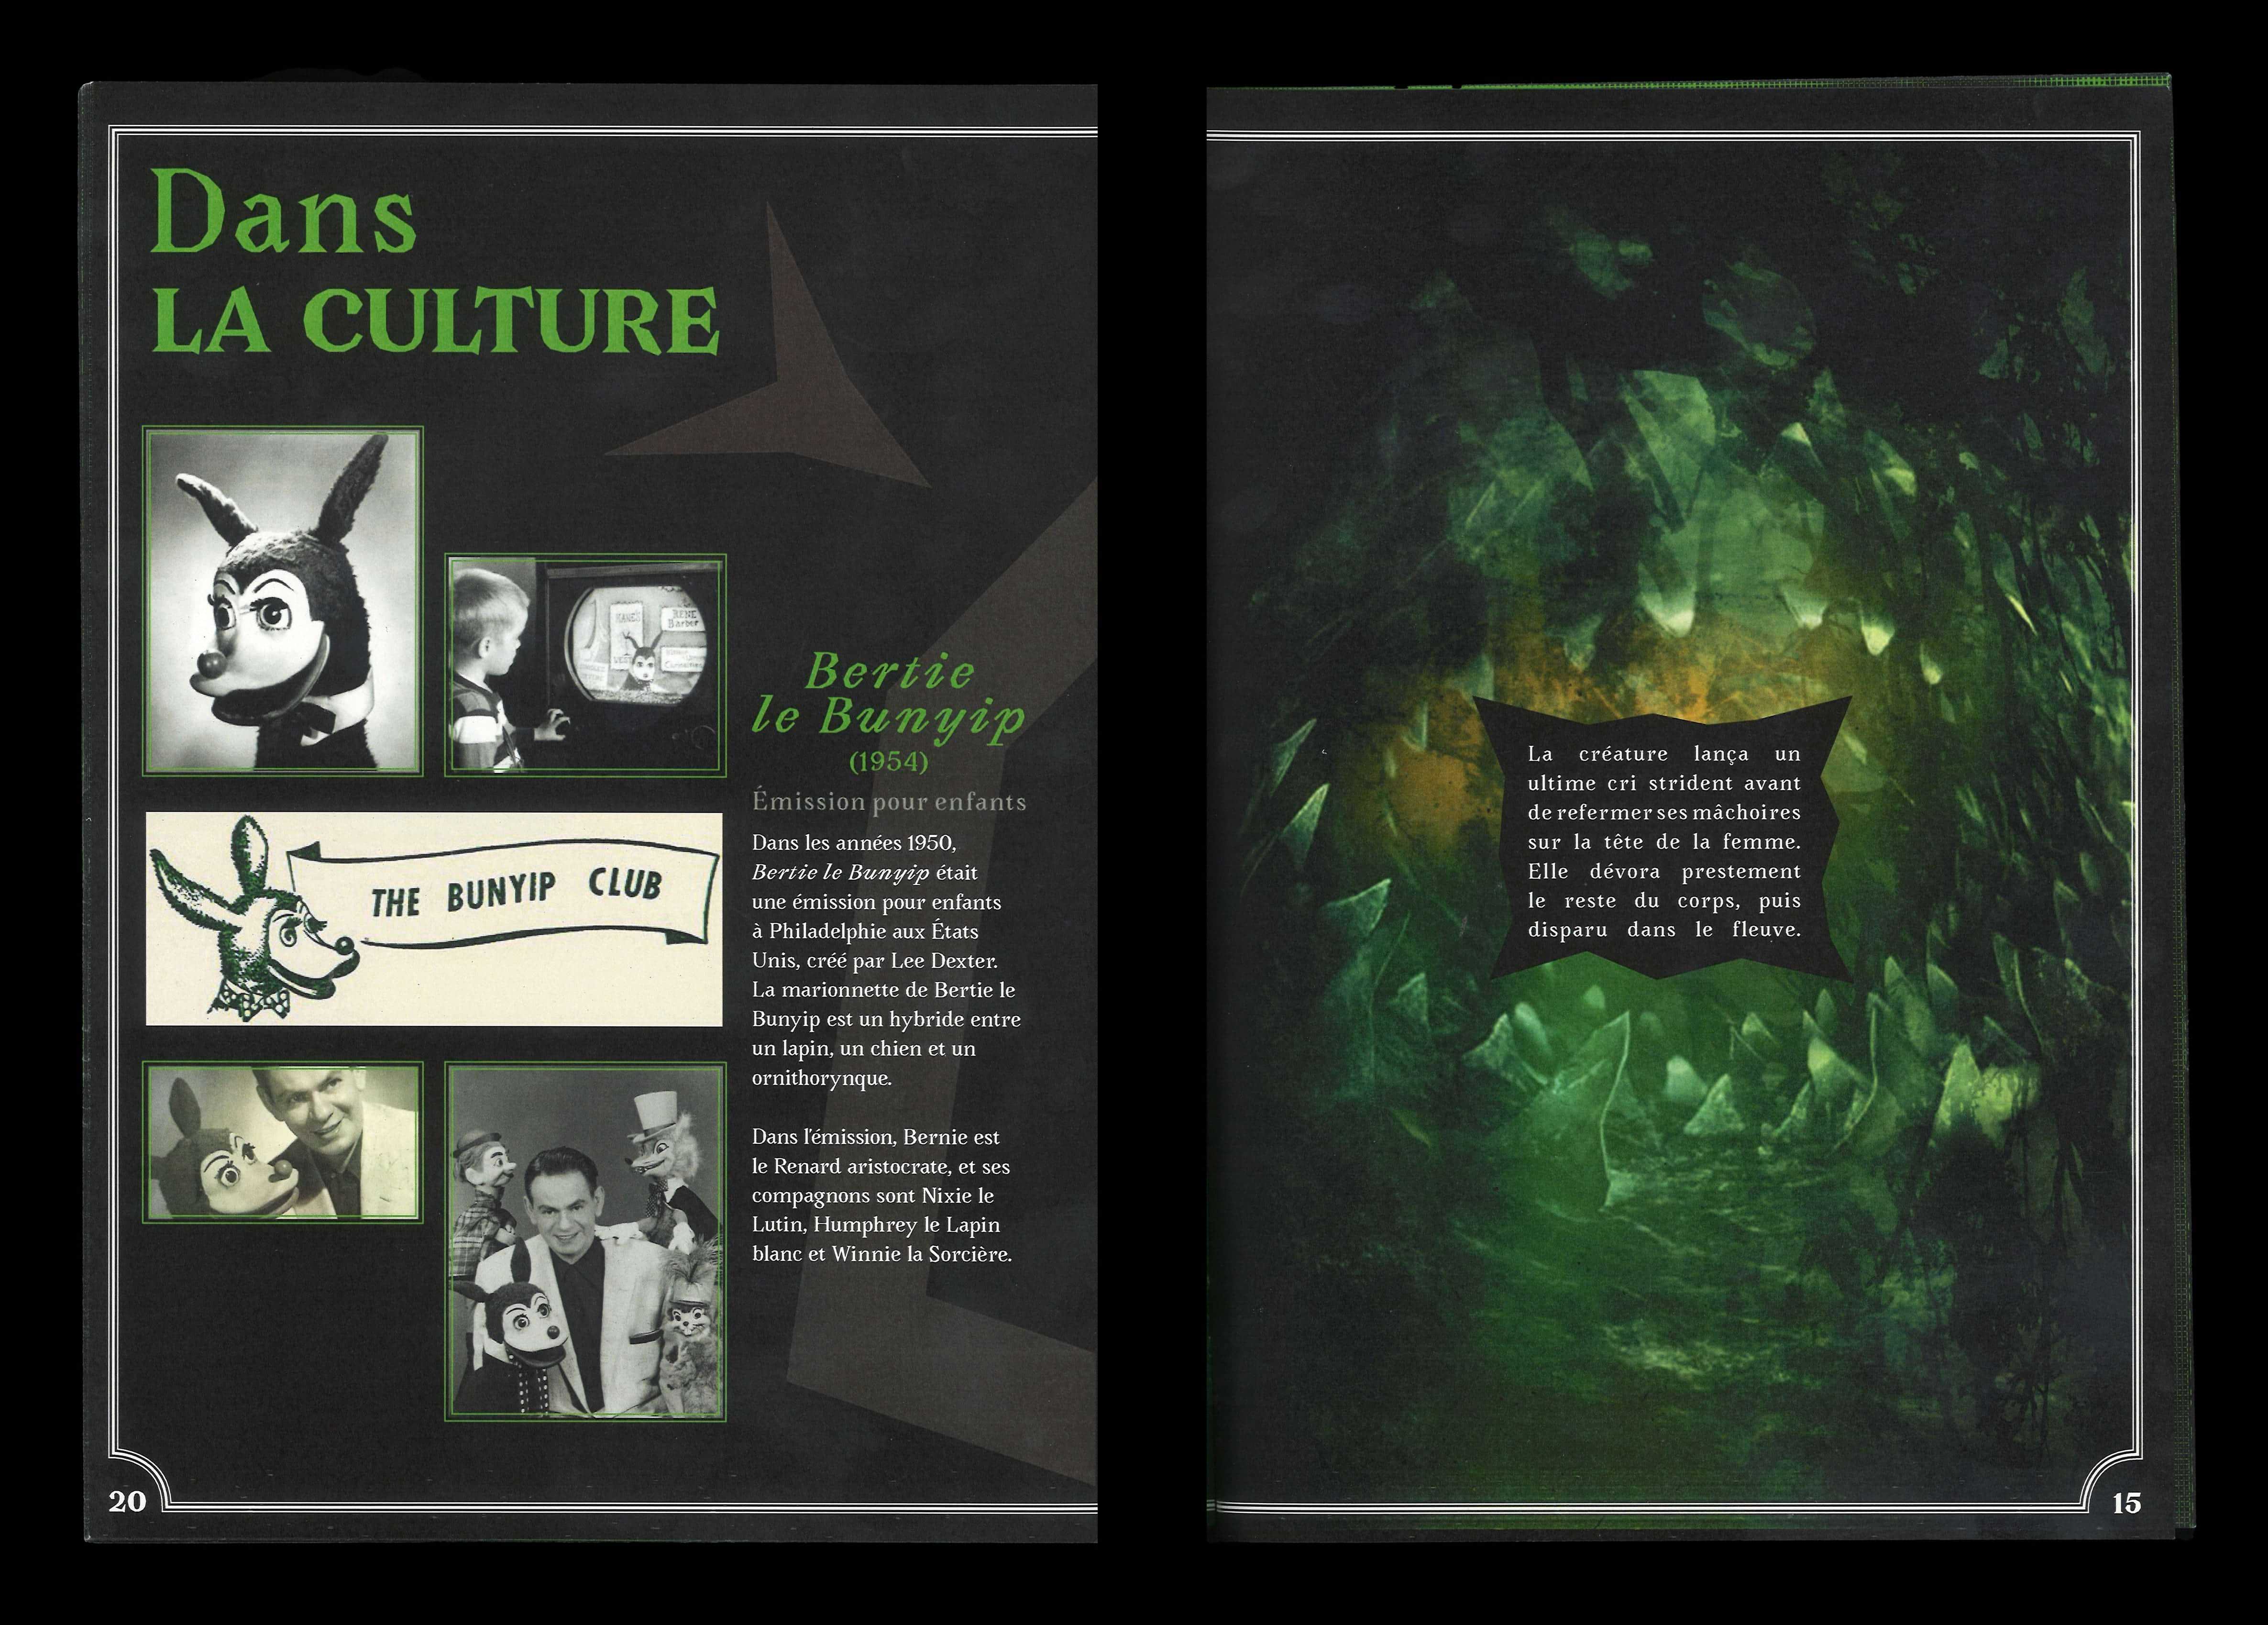 Dans
LA CULTURE
THE BUNYIP CLUB
Bertie
le Bunyip
(1954)
Émission pour enfants
Dans les années 1950,
Bertie le Bunyip était
une émission pour enfants
à Philadelphie aux États
Unis, créé par Lee Dexter.
La marionnette de Bertie le
Bunyip est un hybride entre
un lapin, un chien et un
ornithorynque.
Dans l'émission, Bernie est
le Renard aristocrate, et ses
compagnons sont Nixie le
Lutin, Humphrey le Lapin
blanc et Winnie la Sorcière.
20
La créature lança un
ultime cri strident avant
de refermer ses mâchoires
sur la tête de la femme.
Elle dévora prestement
le reste du corps, puis
disparu dans le fleuve.
15